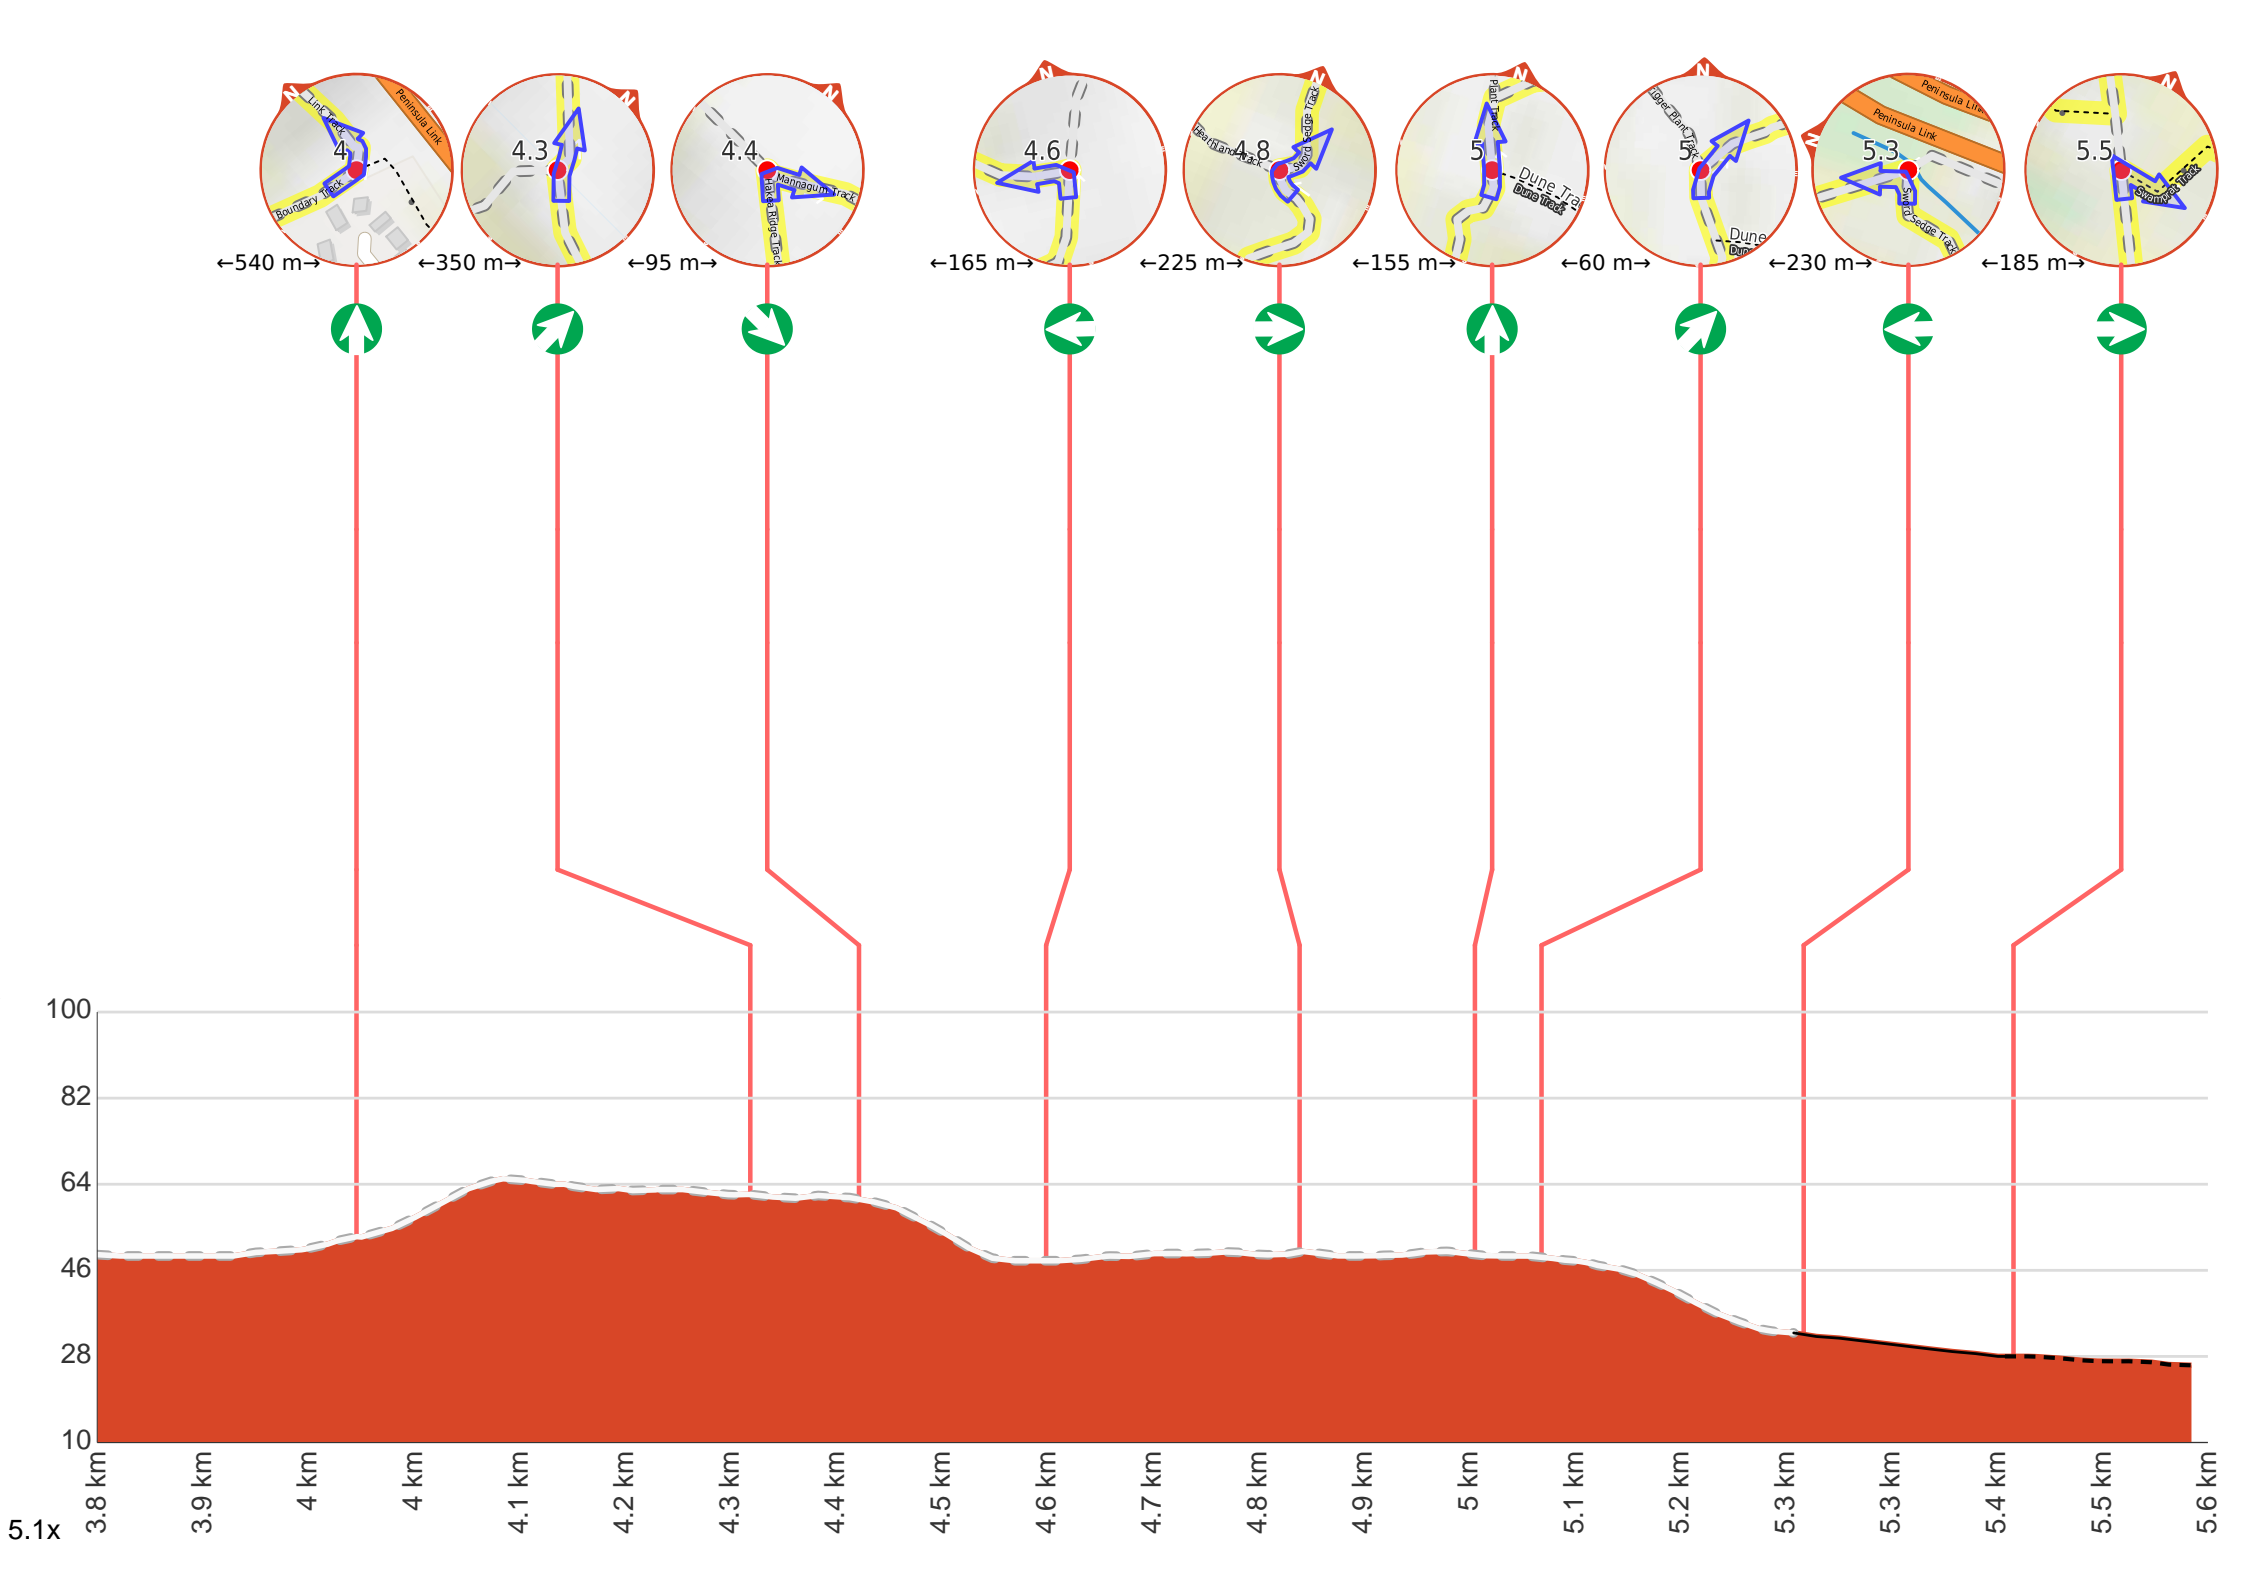 N
Link Track
Peninsula Link
4
Boundary Track
N
4.3
N
4.4
Mannagum Track
Hakea Ridge Track
N
4.6
N
Heathland Track
4.8
Sword Sedge Track
N
Plant Track
5
Dune Tra
Dune Track
N
igger Plant Track
5
Dune
Dun
N
Peninsula Link
Peninsula Link
5.3
Sword Sedge Track
N
5.5
Track
←540 m→
←350 m→
←95 m→
←165 m→
←225 m→
←155 m→
←60 m→
←230 m→
←185 m→
100
82
64
46
28
10
3.8 km
3.9 km
4 km
4 km
4.1 km
4.2 km
4.3 km
4.4 km
4.5 km
4.6 km
4.7 km
4.8 km
4.9 km
5 km
5.1 km
5.2 km
5.3 km
5.3 km
5.4 km
5.5 km
5.6 km
5.1x